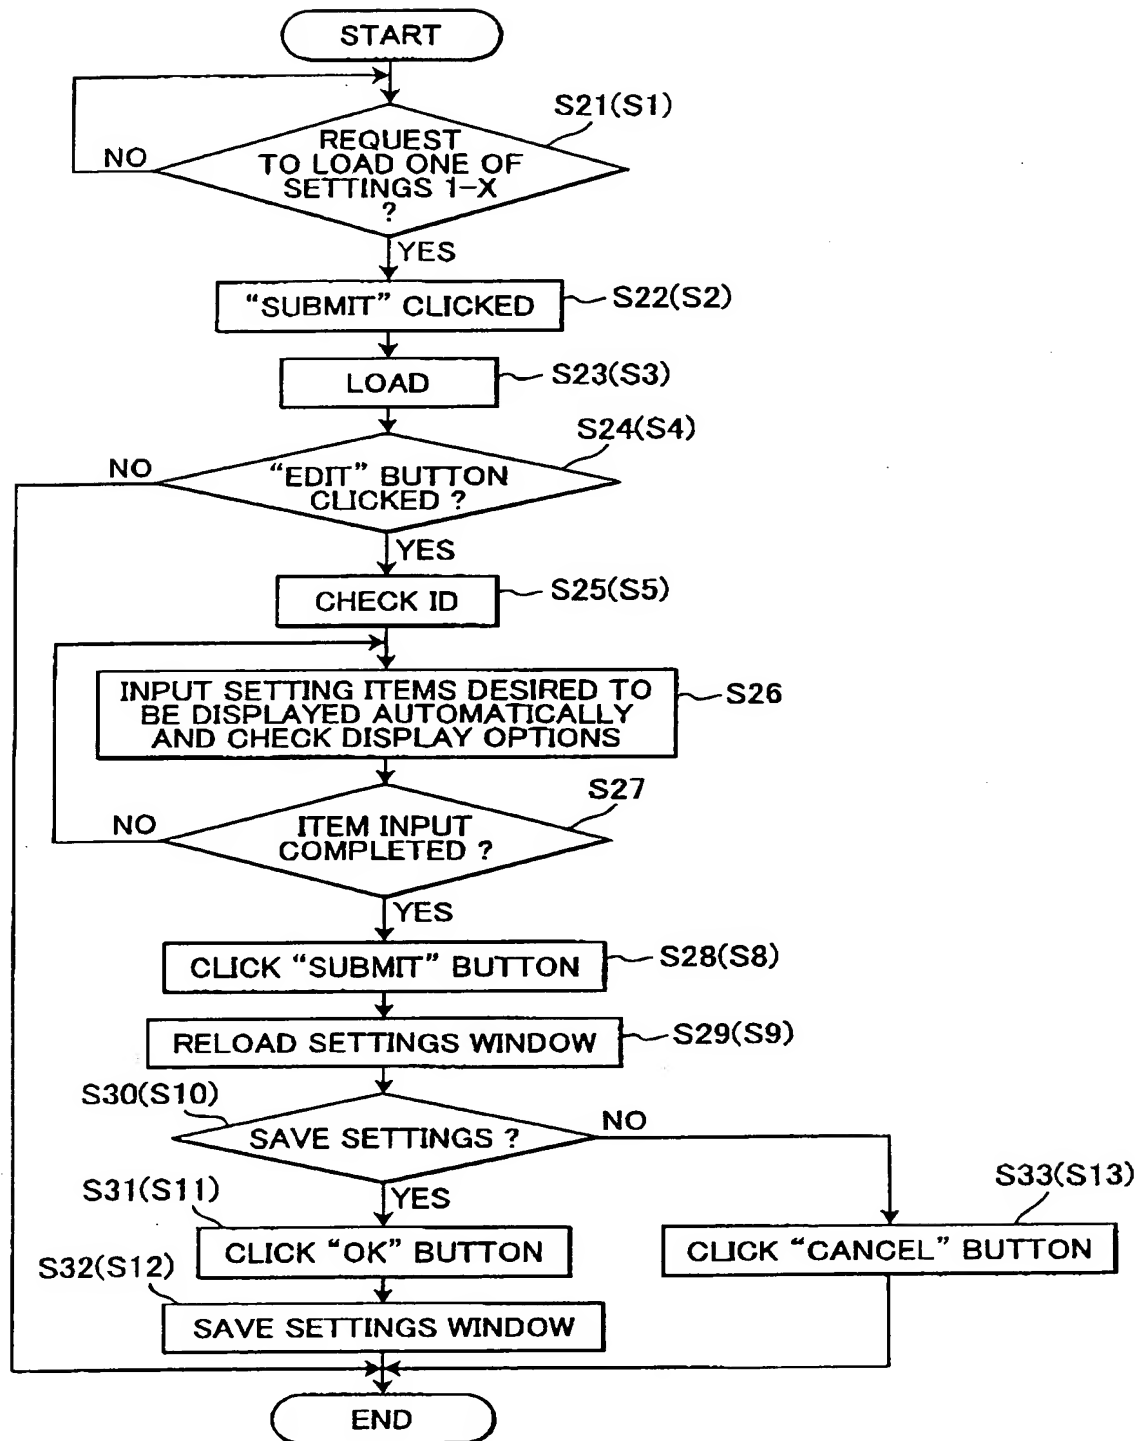 START
S21(S1)
REQUEST
TO LOAD ONE OF
SETTINGS 1-X
?
NO
YES
“SUBMIT” CLICKED
S22(S2)
LOAD
S23(S3)
S24(S4)
NO
“EDIT” BUTTON
CLICKED ?
YES
CHECK ID
S25(S5)
INPUT SETTING ITEMS DESIRED TO
BE DISPLAYED AUTOMATICALLY
AND CHECK DISPLAY OPTIONS
S26
S27
NO
ITEM INPUT
COMPLETED ?
YES
CLICK “SUBMIT” BUTTON
S28(S8)
RELOAD SETTINGS WINDOW
S29(S9)
S30(S10)
SAVE SETTINGS ?
NO
YES
S31(S11)
CLICK “OK” BUTTON
S33(S13)
CLICK “CANCEL” BUTTON
S32(S12)
SAVE SETTINGS WINDOW
END